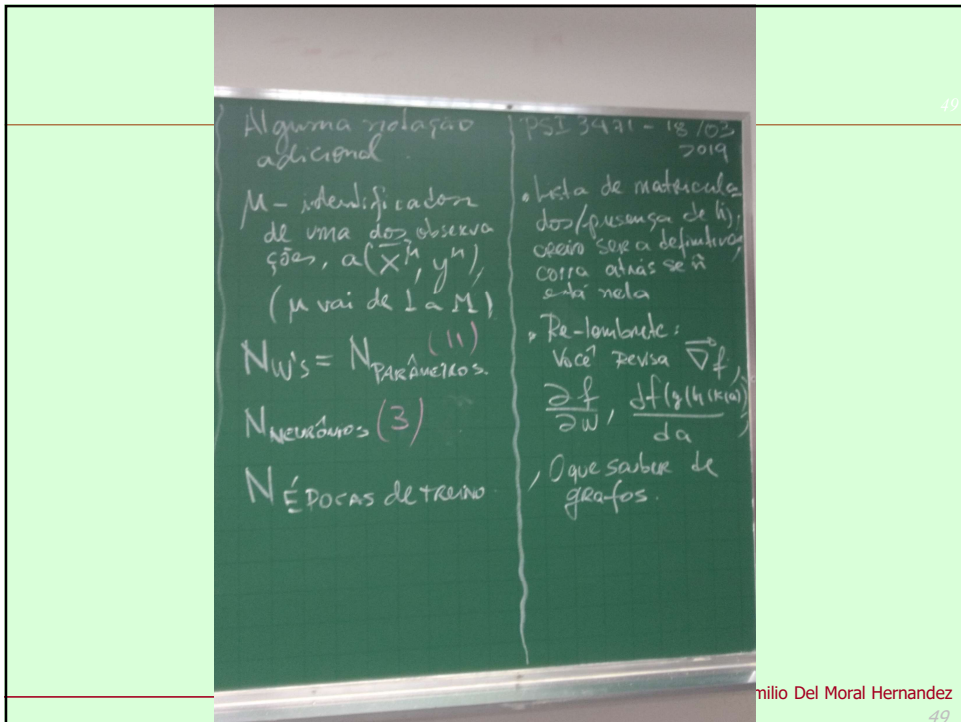 49
Alguma notação
adicional.
μ - identificador
de uma das observa
ções, a (x^μ, y^μ),
(μ vai de 1 a M)
N W's = N PARÂMETROS. (11)
N NEURÔNIOS (3)
N ÉPOCAS de TREINO.
PSI 3471 - 18/03
2019
• Lista de matricula
dos/presença de hj,
creio ser a definitiva,
corra atrás se ñ
está nela
• Re-lembrete:
Você revisa ∇f,
∂f/∂w, df(g(h(k(a))))/da
, O que saber de
grafos.
milio Del Moral Hernandez
49